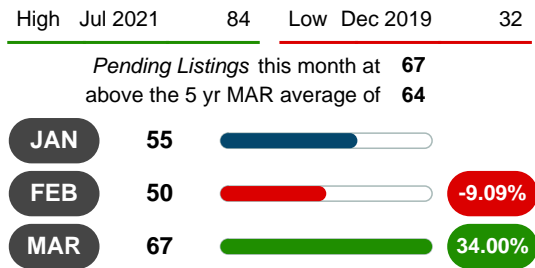 High Jul 2021 84 Low Dec 2019 32
Pending Listings this month at 67
above the 5 yr MAR average of 64
JAN 55
FEB 50 -9.09%
MAR 67 34.00%